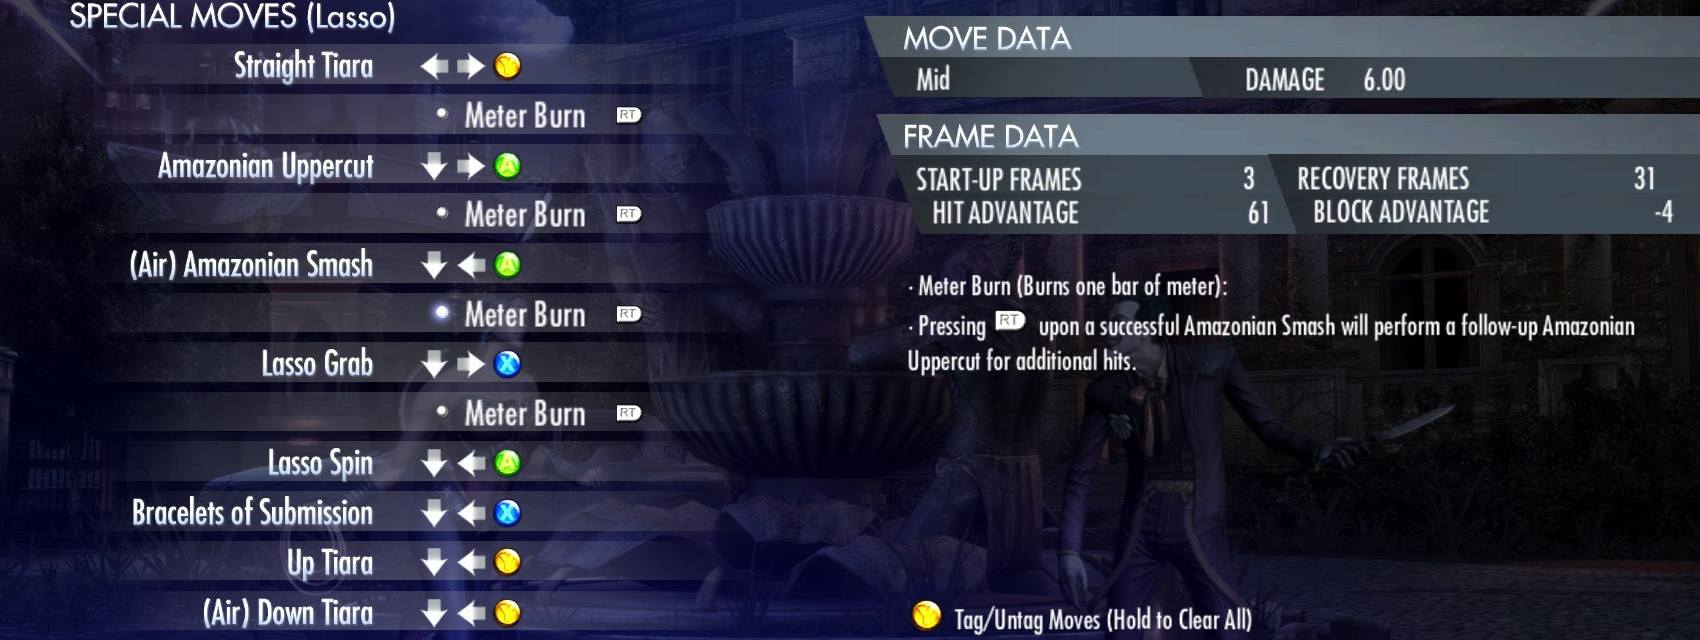 SPECIAL MOVES (Lasso)
Straight Tiara Y
Meter Burn RT
Amazonian Uppercut A
Meter Burn RT
(Air) Amazonian Smash A
Meter Burn RT
Lasso Grab X
Meter Burn RT
Lasso Spin A
Bracelets of Submission X
Up Tiara Y
(Air) Down Tiara Y
MOVE DATA
Mid DAMAGE 6.00
FRAME DATA
START-UP FRAMES 3 RECOVERY FRAMES 31
HIT ADVANTAGE 61 BLOCK ADVANTAGE -4
· Meter Burn (Burns one bar of meter):
· Pressing RT upon a successful Amazonian Smash will perform a follow-up Amazonian
Uppercut for additional hits.
Y Tag/Untag Moves (Hold to Clear All)